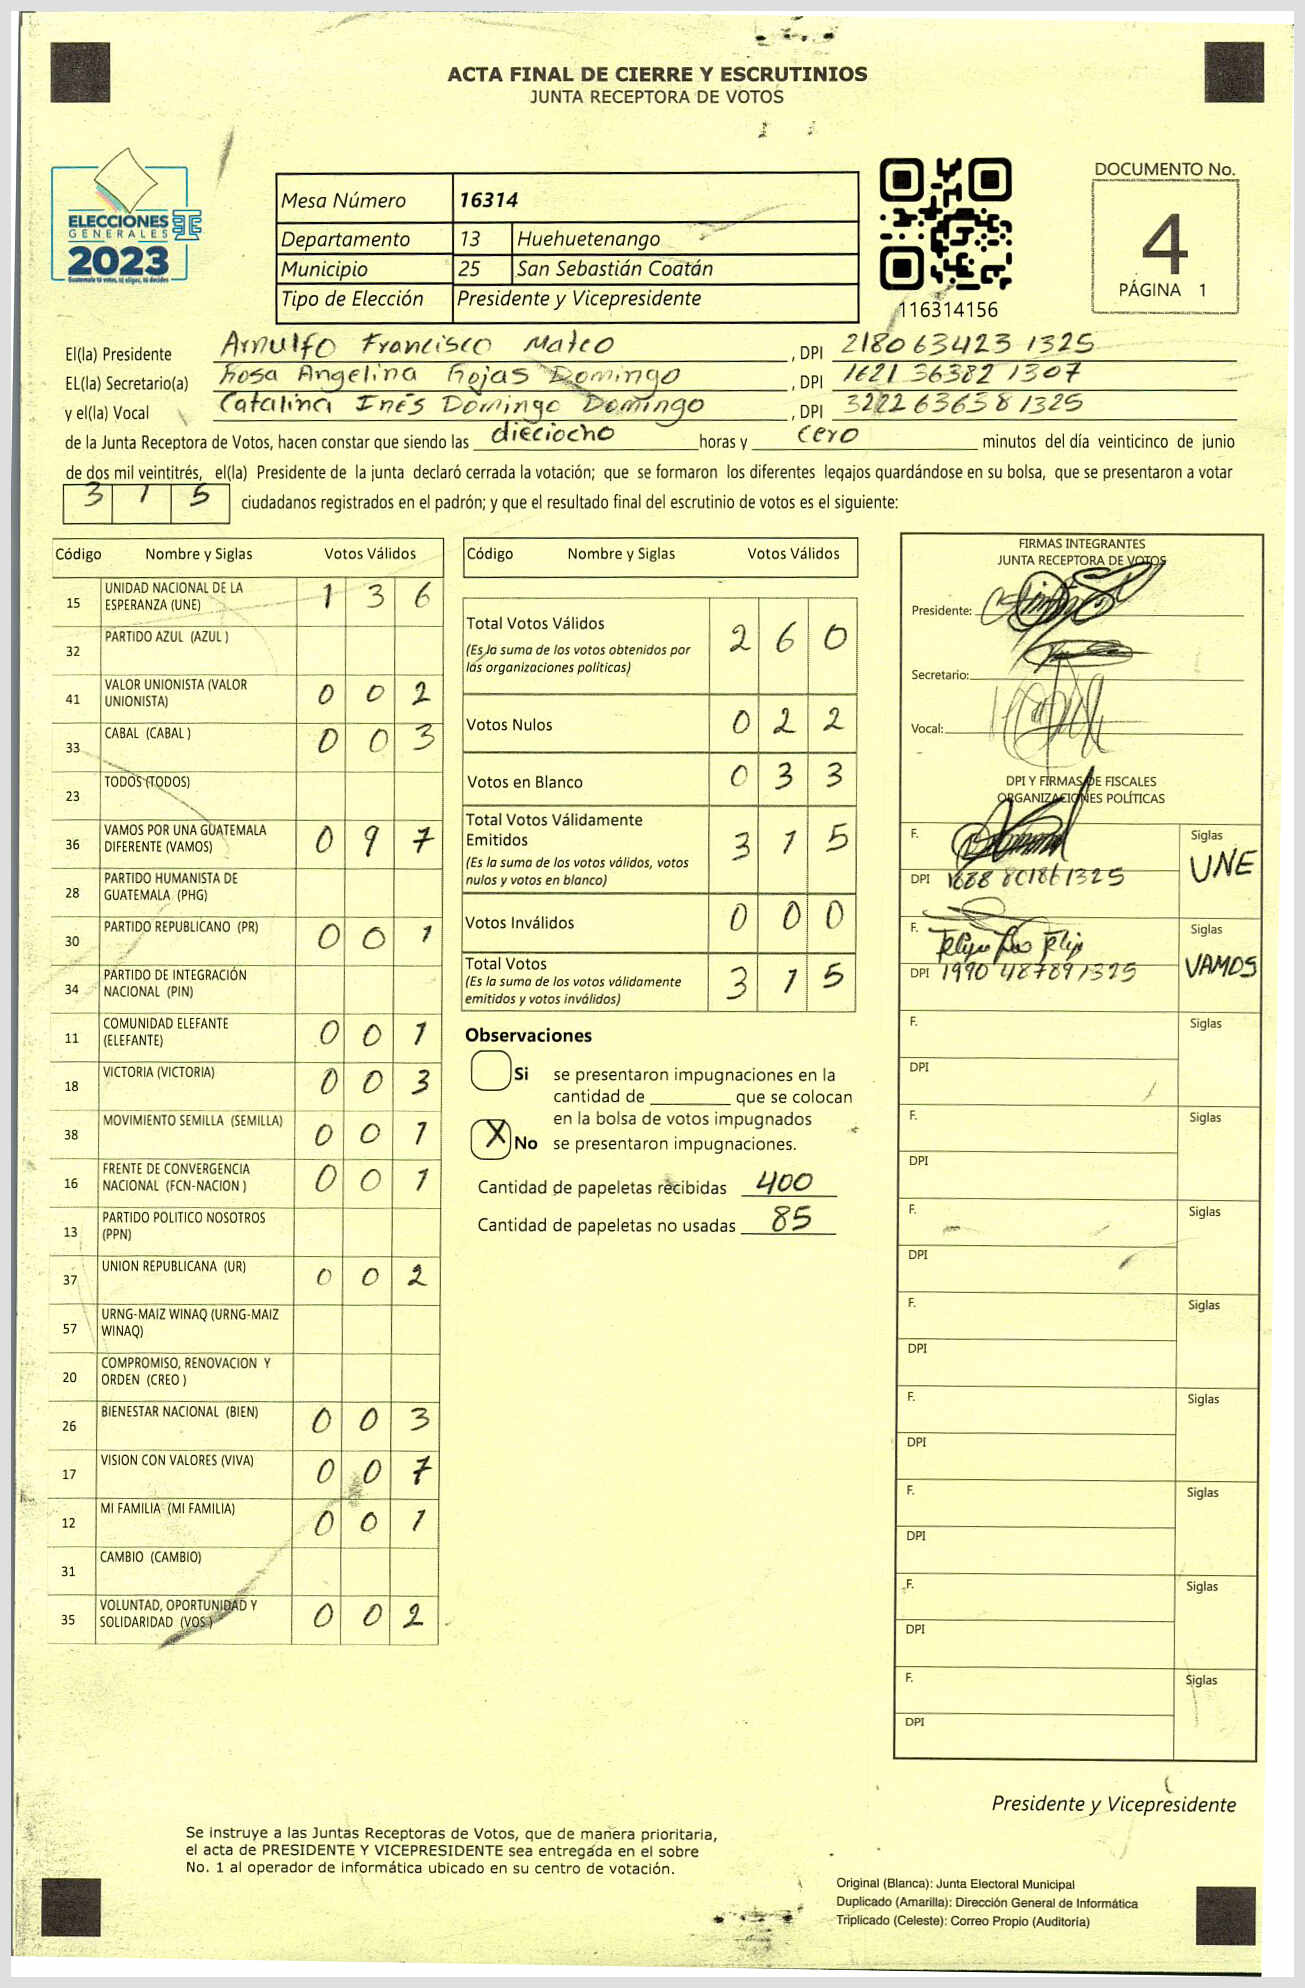 ACTA FINAL DE CIERRE Y ESCRUTINIOS
JUNTA RECEPTORA DE VOTOS
ELECCIONES
GENERALES
2023
Guatemala tú votas, tú eliges, tú decides
Mesa Número 16314
Departamento 13 Huehuetenango
Municipio 25 San Sebastián Coatán
Tipo de Elección Presidente y Vicepresidente
116314156
DOCUMENTO No.
4
PÁGINA 1
El(la) Presidente Arnulfo Francisco Mateo , DPI 2180 63423 1325
EL(la) Secretario(a) Rosa Angelina Rojas Domingo , DPI 1621 36382 1307
y el(la) Vocal Catalina Inés Domingo Domingo , DPI 3222 63638 1325
de la Junta Receptora de Votos, hacen constar que siendo las dieciocho horas y cero minutos del día veinticinco de junio
de dos mil veintitrés, el(la) Presidente de la junta declaró cerrada la votación; que se formaron los diferentes legajos quardándose en su bolsa, que se presentaron a votar
3 1 5 ciudadanos registrados en el padrón; y que el resultado final del escrutinio de votos es el siguiente:
Código Nombre y Siglas Votos Válidos
15 UNIDAD NACIONAL DE LA
ESPERANZA (UNE) 1 3 6
32 PARTIDO AZUL (AZUL )
41 VALOR UNIONISTA (VALOR
UNIONISTA) 0 0 2
33 CABAL (CABAL ) 0 0 3
23 TODOS (TODOS)
36 VAMOS POR UNA GUATEMALA
DIFERENTE (VAMOS) 0 9 7
28 PARTIDO HUMANISTA DE
GUATEMALA (PHG)
30 PARTIDO REPUBLICANO (PR) 0 0 1
34 PARTIDO DE INTEGRACIÓN
NACIONAL (PIN)
11 COMUNIDAD ELEFANTE
(ELEFANTE) 0 0 1
18 VICTORIA (VICTORIA) 0 0 3
38 MOVIMIENTO SEMILLA (SEMILLA) 0 0 1
16 FRENTE DE CONVERGENCIA
NACIONAL (FCN-NACION ) 0 0 1
13 PARTIDO POLITICO NOSOTROS
(PPN)
37 UNION REPUBLICANA (UR) 0 0 2
57 URNG-MAIZ WINAQ (URNG-MAIZ
WINAQ)
20 COMPROMISO, RENOVACION Y
ORDEN (CREO )
26 BIENESTAR NACIONAL (BIEN) 0 0 3
17 VISION CON VALORES (VIVA) 0 0 7
12 MI FAMILIA (MI FAMILIA) 0 0 1
31 CAMBIO (CAMBIO)
35 VOLUNTAD, OPORTUNIDAD Y
SOLIDARIDAD (VOS ) 0 0 2
Código Nombre y Siglas Votos Válidos
Total Votos Válidos 2 6 0
(Es la suma de los votos obtenidos por
las organizaciones políticas)
Votos Nulos 0 2 2
Votos en Blanco 0 3 3
Total Votos Válidamente
Emitidos 3 1 5
(Es la suma de los votos válidos, votos
nulos y votos en blanco)
Votos Inválidos 0 0 0
Total Votos 3 1 5
(Es la suma de los votos válidamente
emitidos y votos inválidos)
Observaciones
Si se presentaron impugnaciones en la
cantidad de ________ que se colocan
en la bolsa de votos impugnados
X No se presentaron impugnaciones.
Cantidad de papeletas recibidas 400
Cantidad de papeletas no usadas 85
FIRMAS INTEGRANTES
JUNTA RECEPTORA DE VOTOS
Presidente:
Secretario:
Vocal:
DPI Y FIRMAS DE FISCALES
ORGANIZACIONES POLÍTICAS
F. Siglas
UNE
DPI 1325
F. Siglas
VAMOS
DPI 1990 48789 1325
F. Siglas
DPI
F. Siglas
DPI
F. Siglas
DPI
F. Siglas
DPI
F. Siglas
DPI
F. Siglas
DPI
F. Siglas
DPI
F. Siglas
DPI
Presidente y Vicepresidente
Se instruye a las Juntas Receptoras de Votos, que de manera prioritaria,
el acta de PRESIDENTE Y VICEPRESIDENTE sea entregada en el sobre
No. 1 al operador de informática ubicado en su centro de votación.
Original (Blanca): Junta Electoral Municipal
Duplicado (Amarilla): Dirección General de Informática
Triplicado (Celeste): Correo Propio (Auditoría)